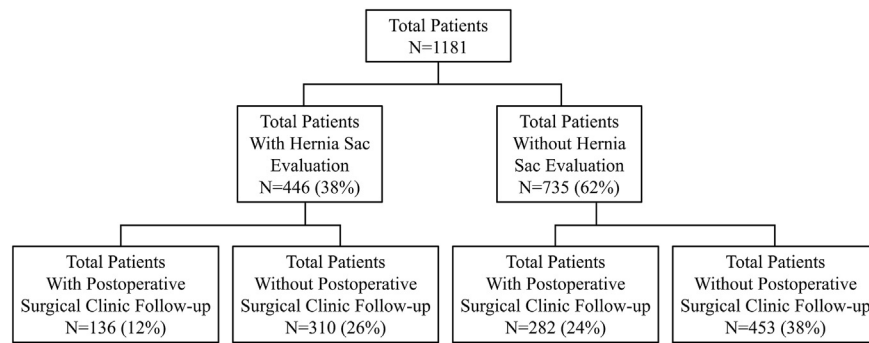 Total Patients
N=1181
Total Patients
With Hernia Sac
Evaluation
N=446 (38%)
Total Patients
Without Hernia
Sac Evaluation
N=735 (62%)
Total Patients
With Postoperative
Surgical Clinic Follow-up
N=136 (12%)
Total Patients
Without Postoperative
Surgical Clinic Follow-up
N=310 (26%)
Total Patients
With Postoperative
Surgical Clinic Follow-up
N=282 (24%)
Total Patients
Without Postoperative
Surgical Clinic Follow-up
N=453 (38%)